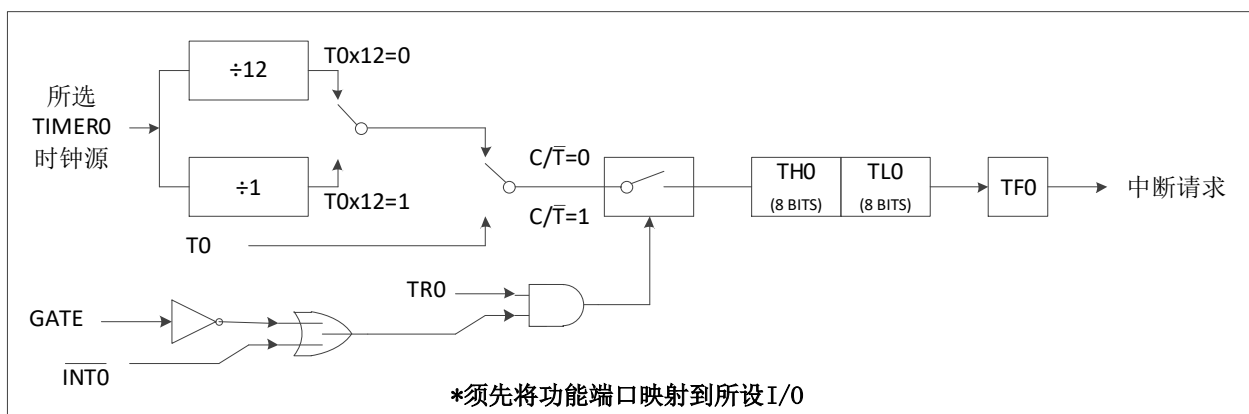 ÷12
T0x12=0
所选
TIMER0
时钟源
÷1
T0x12=1
T0
C/T̅=0
C/T̅=1
TH0
(8 BITS)
TL0
(8 BITS)
TF0
中断请求
TR0
GATE
I̅N̅T̅0̅
*须先将功能端口映射到所设I/O